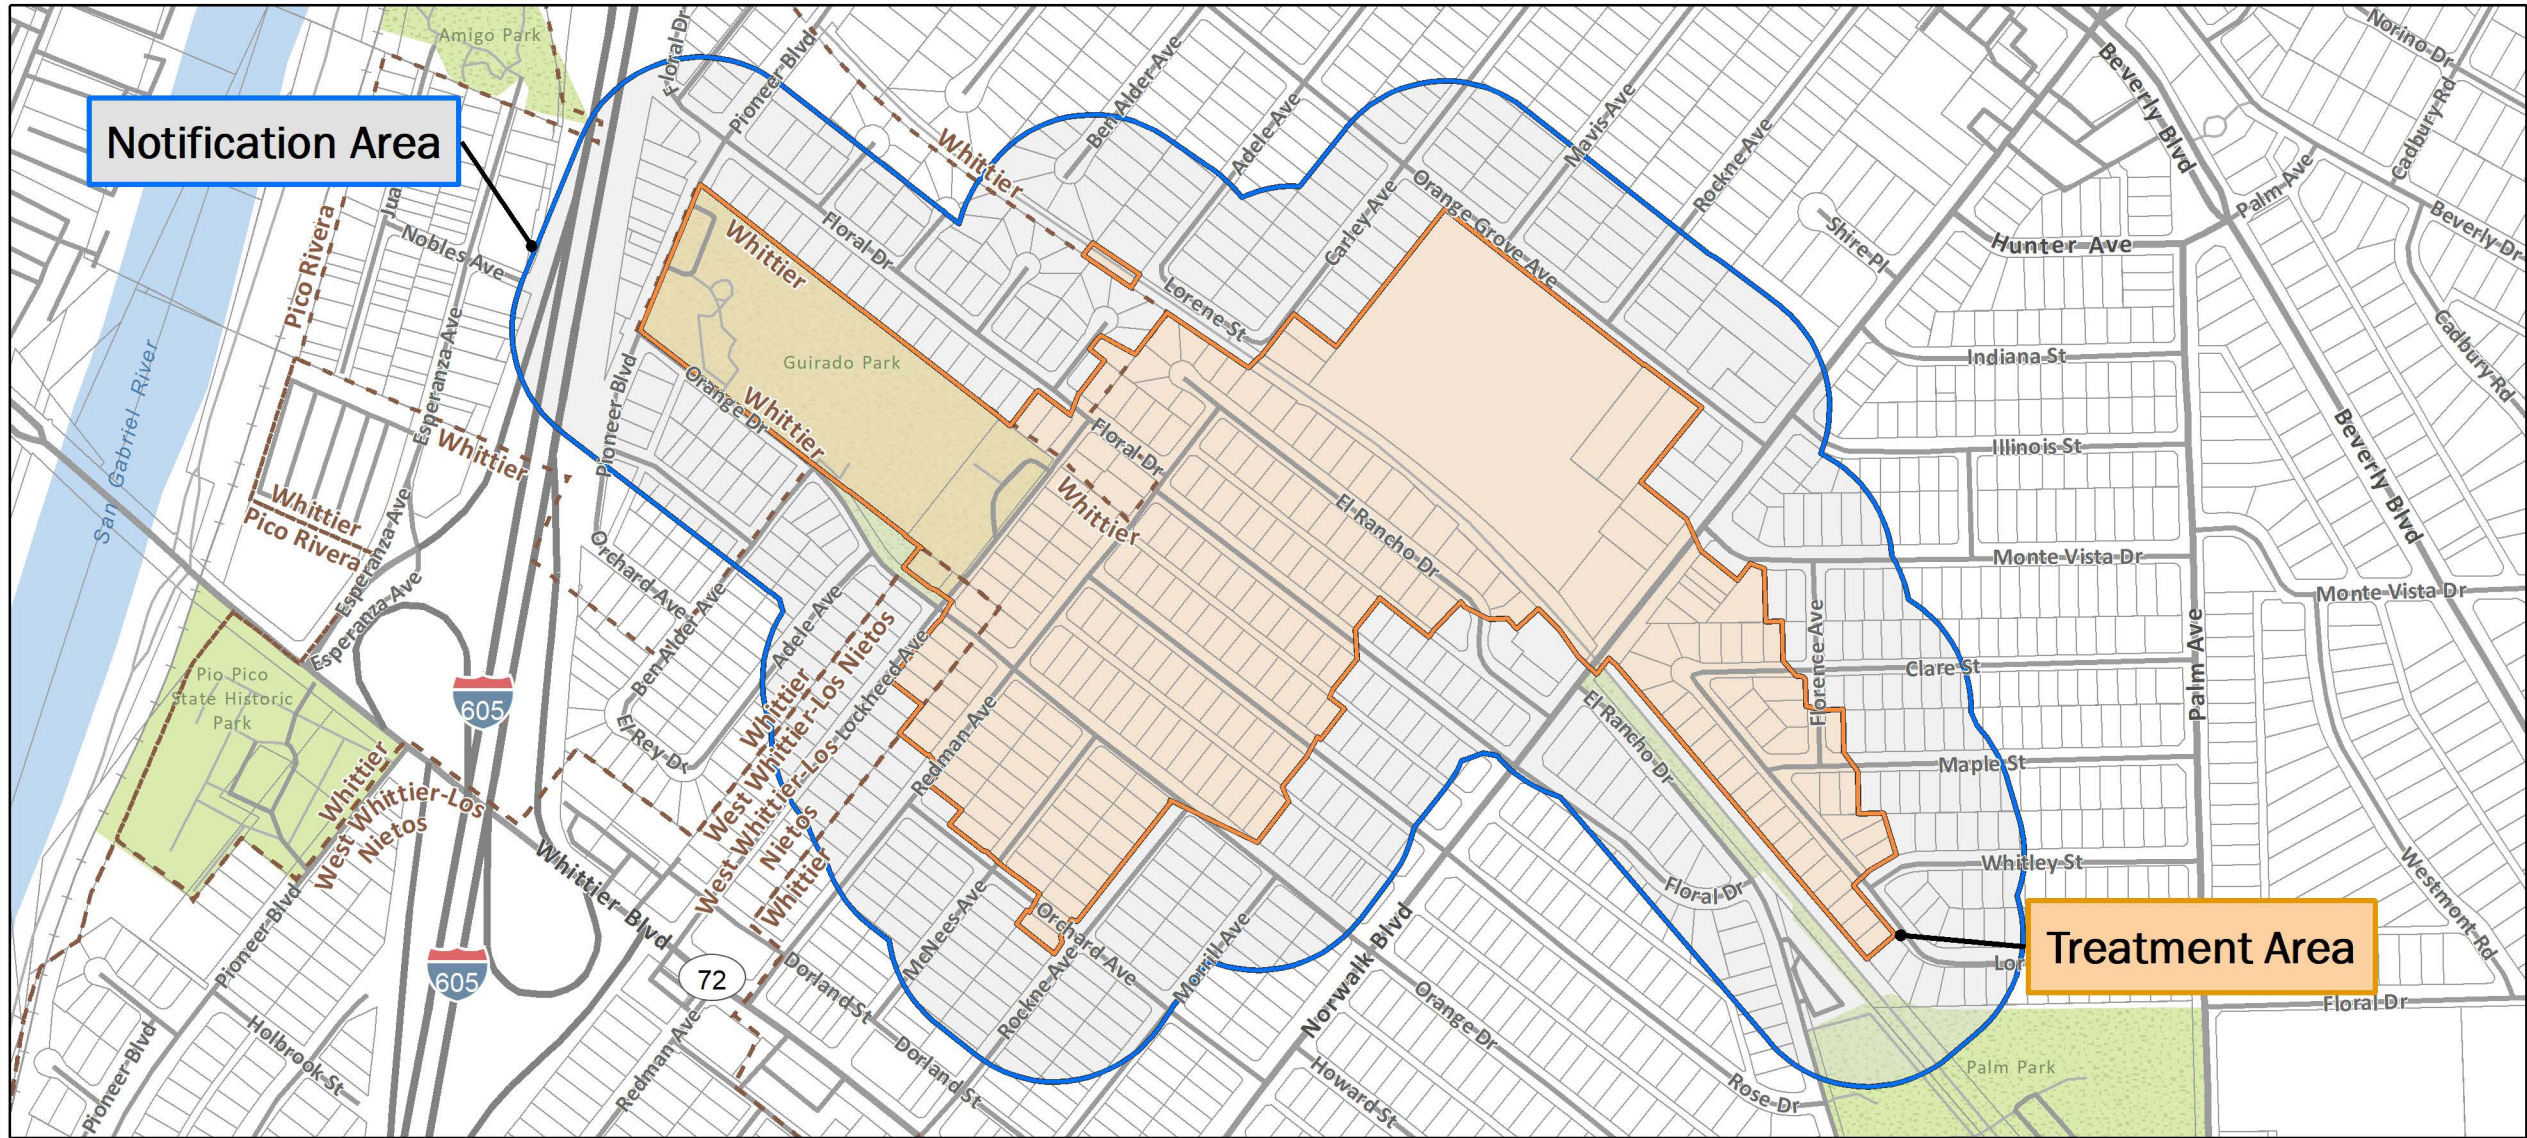 Amigo Park
Floral Dr
Pioneer Blvd
Norino Dr
Beverly Blvd
Cadbury Rd
Ben Alder Ave
Adele Ave
Mavis Ave
Rockne Ave
Notification Area
Whittier
Palm Ave
Carley Ave
Orange Grove Ave
Beverly Dr
Pico Rivera
Nobles Ave
Floral Dr
Whittier
Shire Pl
Hunter Ave
Lorene St
Esperanza Ave
San Gabriel River
Guirado Park
Indiana St
Cadbury Rd
Pioneer Blvd
Orange Dr
Whittier
Whittier
Floral Dr
Illinois St
Beverly Blvd
Whittier
Pico Rivera
Whittier
El Rancho Dr
Esperanza Ave
Esperanza Ave
Orchard Ave
Monte Vista Dr
Monte Vista Dr
Ben Alder Ave
Adele Ave
Florence Ave
Palm Ave
Clare St
Pio Pico
State Historic
Park
605
El Rey Dr
Whittier
West Whittier-Los Nietos
West Whittier-Los
Nietos
Whittier
Lockheed Ave
Redman Ave
El Rancho Dr
Maple St
Whittier
West Whittier-Los
Nietos
Whittier Blvd
Whitley St
Floral Dr
Westmont Rd
Pioneer Blvd
McNees Ave
Orchard Ave
Morrill Ave
Norwalk Blvd
Treatment Area
605
72
Dorland St
Rockne Ave
Orange Dr
Floral Dr
Pioneer Blvd
Holbrook St
Redman Ave
Dorland St
Howard St
Rose Dr
Palm Park